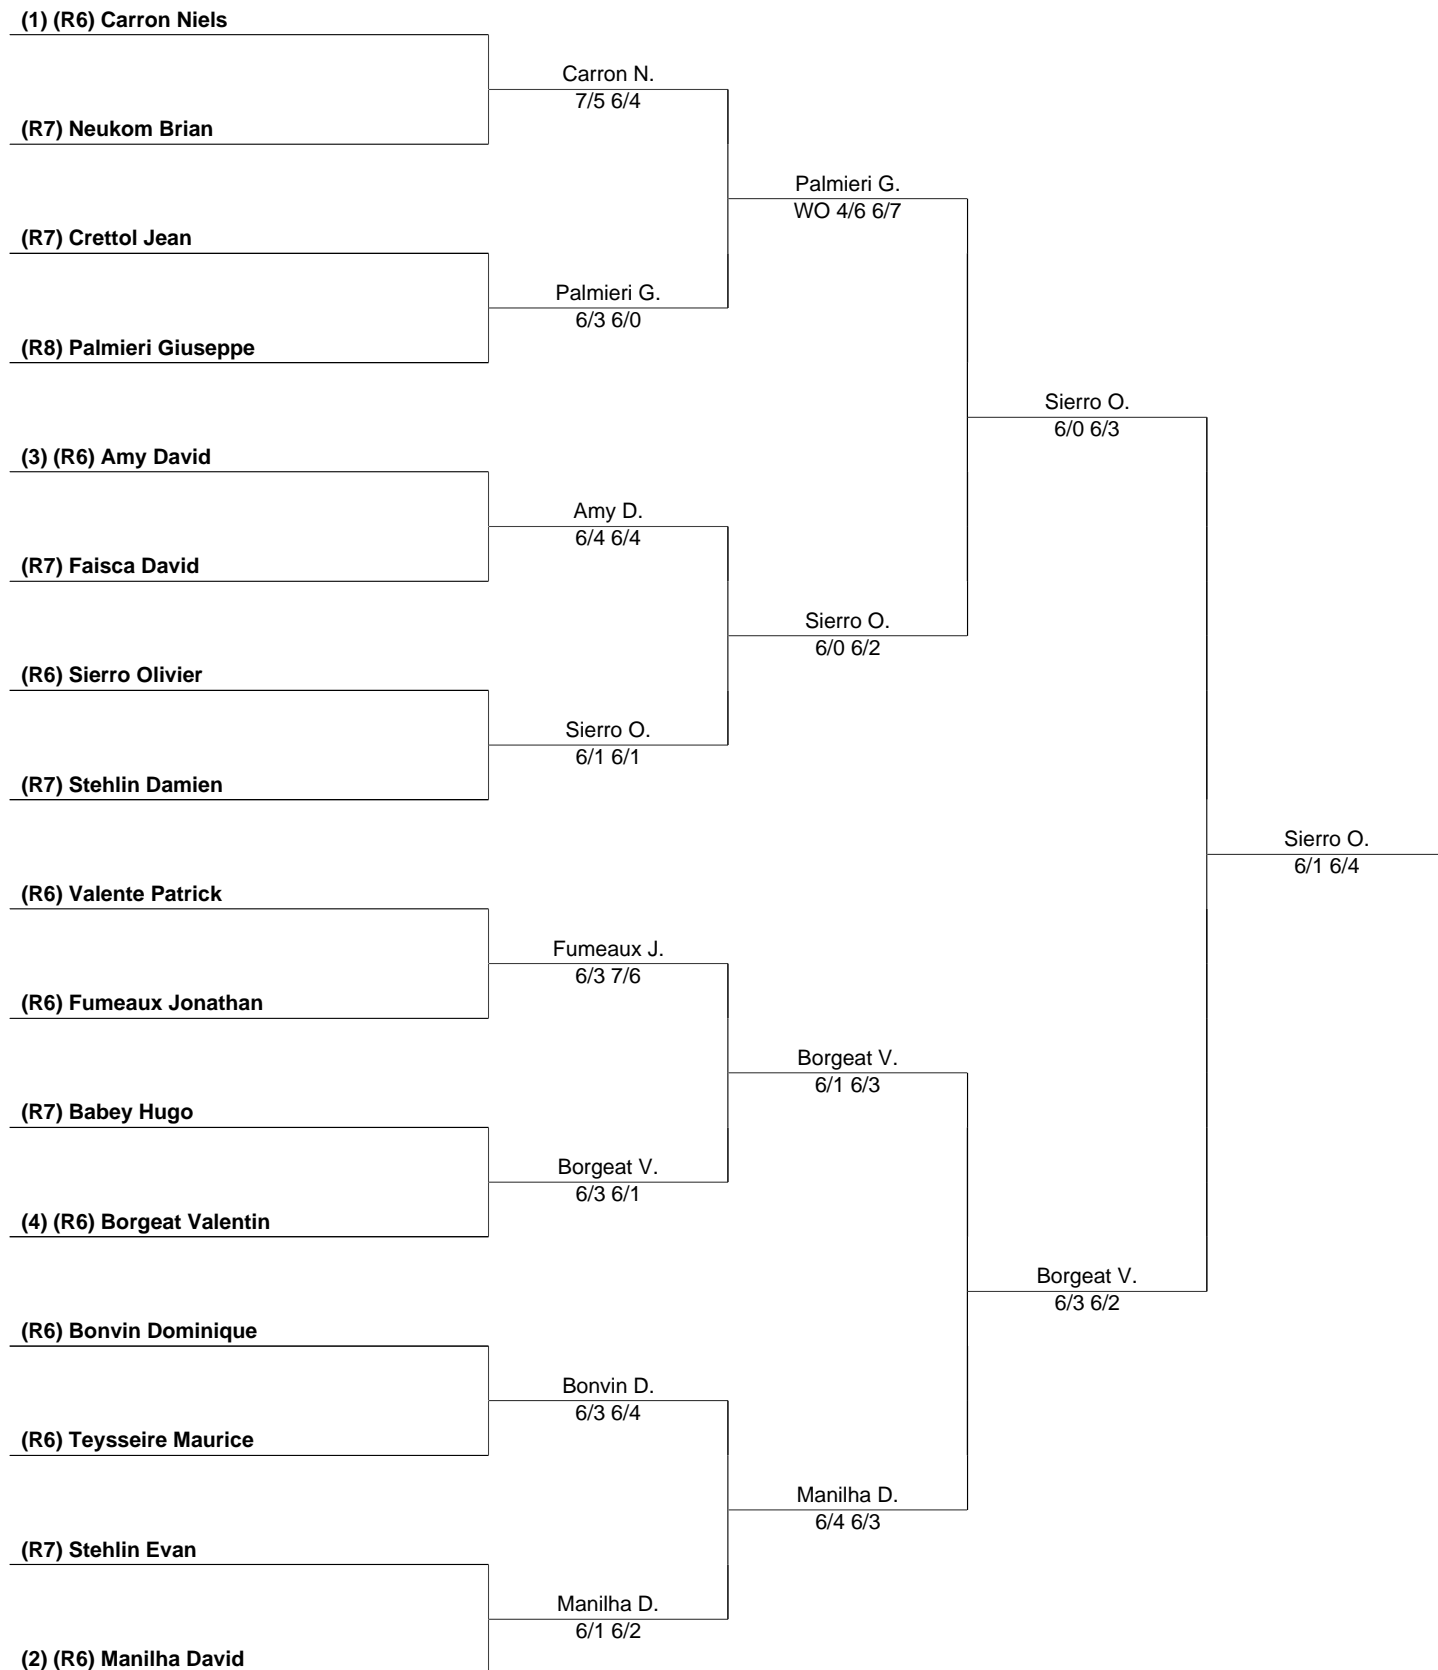 (1) (R6) Carron Niels
Carron N.
7/5 6/4
(R7) Neukom Brian
Palmieri G.
WO 4/6 6/7
(R7) Crettol Jean
Palmieri G.
6/3 6/0
(R8) Palmieri Giuseppe
Sierro O.
6/0 6/3
(3) (R6) Amy David
Amy D.
6/4 6/4
(R7) Faisca David
Sierro O.
6/0 6/2
(R6) Sierro Olivier
Sierro O.
6/1 6/1
(R7) Stehlin Damien
Sierro O.
6/1 6/4
(R6) Valente Patrick
Fumeaux J.
6/3 7/6
(R6) Fumeaux Jonathan
Borgeat V.
6/1 6/3
(R7) Babey Hugo
Borgeat V.
6/3 6/1
(4) (R6) Borgeat Valentin
Borgeat V.
6/3 6/2
(R6) Bonvin Dominique
Bonvin D.
6/3 6/4
(R6) Teysseire Maurice
Manilha D.
6/4 6/3
(R7) Stehlin Evan
Manilha D.
6/1 6/2
(2) (R6) Manilha David